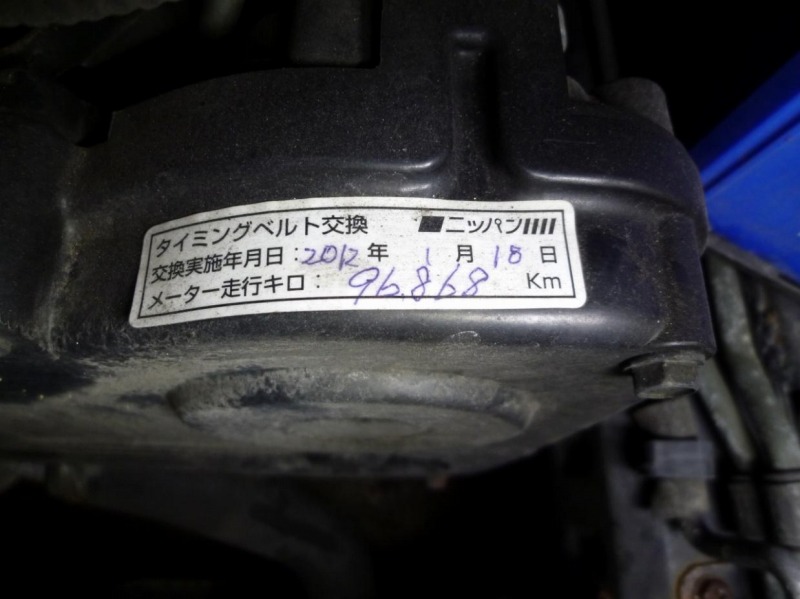 タイミングベルト交換 ニッパン
交換実施年月日：2012年 1月 18日
メーター走行キロ： 96.868 Km